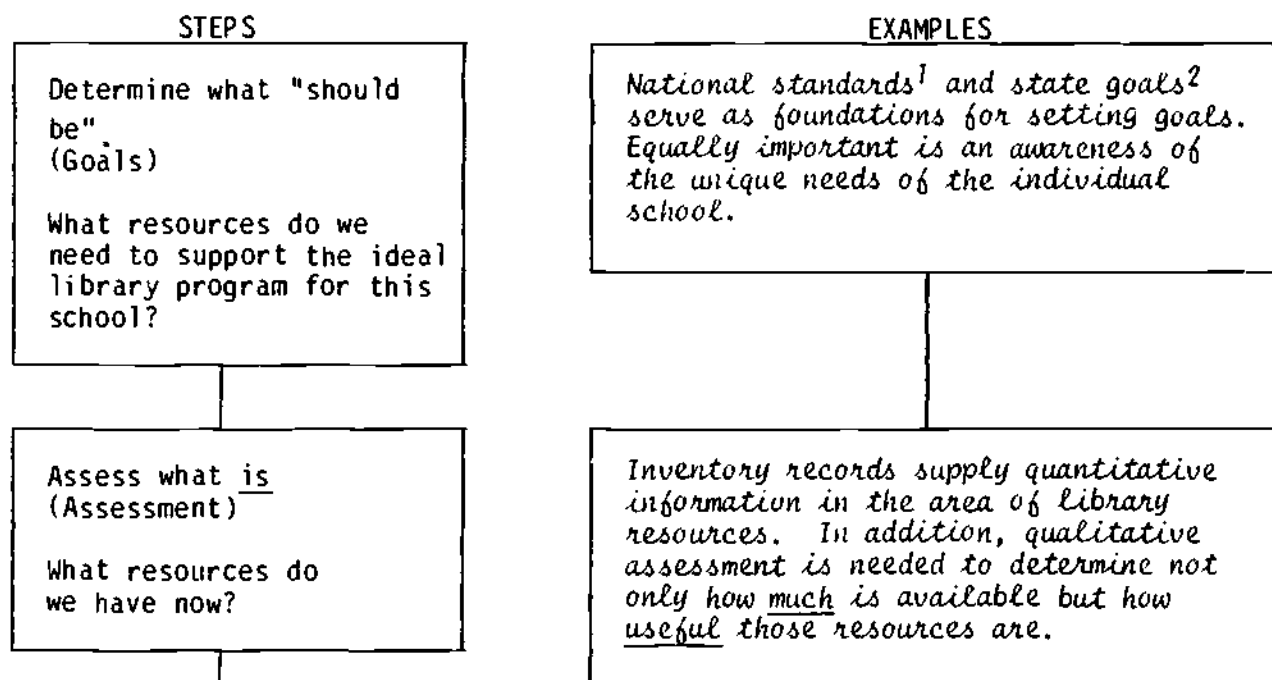 STEPS
Determine what "should
be".
(Goals)
What resources do we
need to support the ideal
library program for this
school?
Assess what is
(Assessment)
What resources do
we have now?
EXAMPLES
National standards¹ and state goals²
serve as foundations for setting goals.
Equally important is an awareness of
the unique needs of the individual
school.
Inventory records supply quantitative
information in the area of library
resources. In addition, qualitative
assessment is needed to determine not
only how much is available but how
useful those resources are.